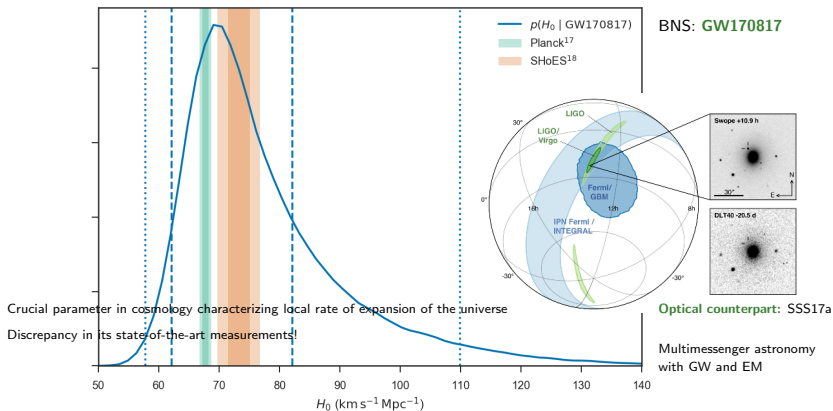 p(H₀ | GW170817)
Planck¹⁷
SHoES¹⁸
BNS: GW170817
LIGO
LIGO/
Virgo
Fermi/
GBM
IPN Fermi /
INTEGRAL
30°
30°
0°
16h
12h
8h
-30°
-30°
Swope +10.9 h
30"
N
E
DLT40 -20.5 d
Crucial parameter in cosmology characterizing local rate of expansion of the universe
Discrepancy in its state-of-the-art measurements!
Optical counterpart: SSS17a
Multimessenger astronomy
with GW and EM
50 60 70 80 90 100 110 120 130 140
H₀ (km s⁻¹ Mpc⁻¹)